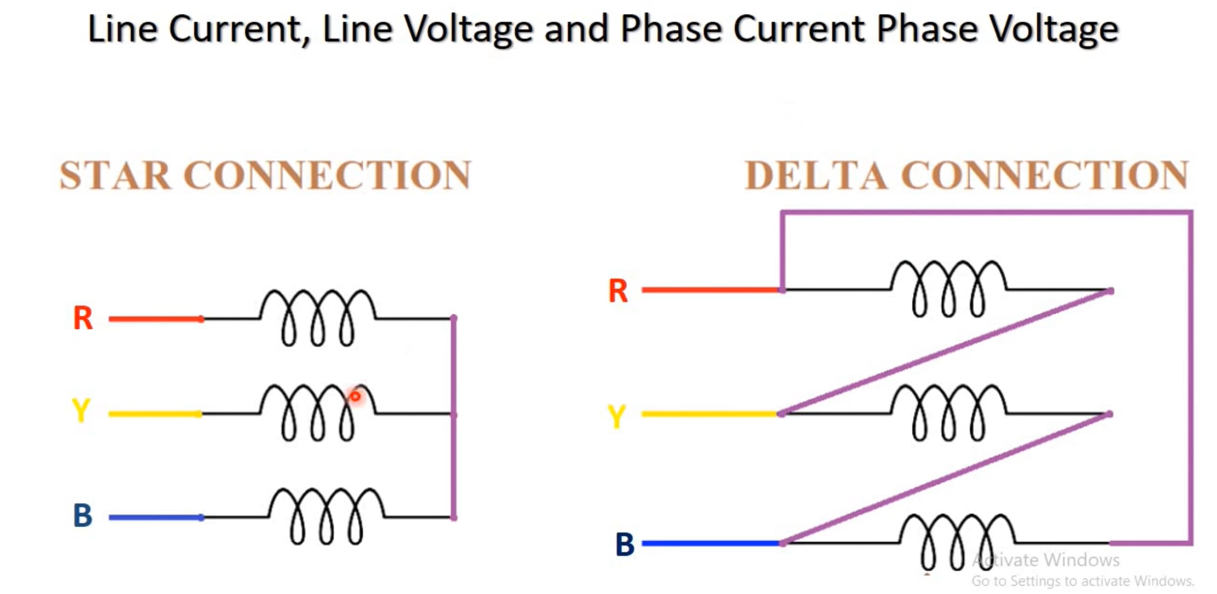 Line Current, Line Voltage and Phase Current Phase Voltage
STAR CONNECTION
DELTA CONNECTION
R
Y
B
R
Y
B
Activate Windows
Go to Settings to activate Windows.